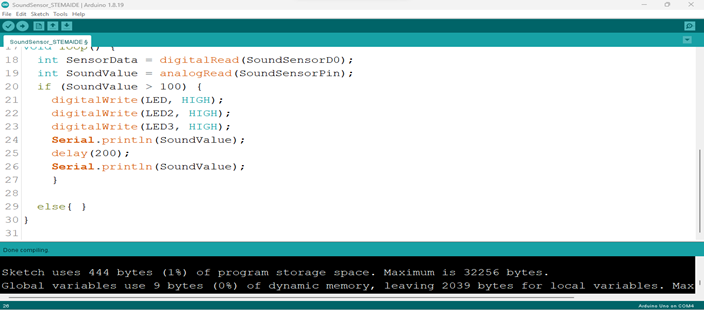 SoundSensor_STEMAIDE | Arduino 1.8.19
File Edit Sketch Tools Help
SoundSensor_STEMAIDE §
17 void loop() {
18 int SensorData = digitalRead(SoundSensorD0);
19 int SoundValue = analogRead(SoundSensorPin);
20 if (SoundValue > 100) {
21 digitalWrite(LED, HIGH);
22 digitalWrite(LED2, HIGH);
23 digitalWrite(LED3, HIGH);
24 Serial.println(SoundValue);
25 delay(200);
26 Serial.println(SoundValue);
27 }
28
29 else{ }
30 }
31
Done compiling.
Sketch uses 444 bytes (1%) of program storage space. Maximum is 32256 bytes.
Global variables use 9 bytes (0%) of dynamic memory, leaving 2039 bytes for local variables. Max
28
Arduino Uno on COM4